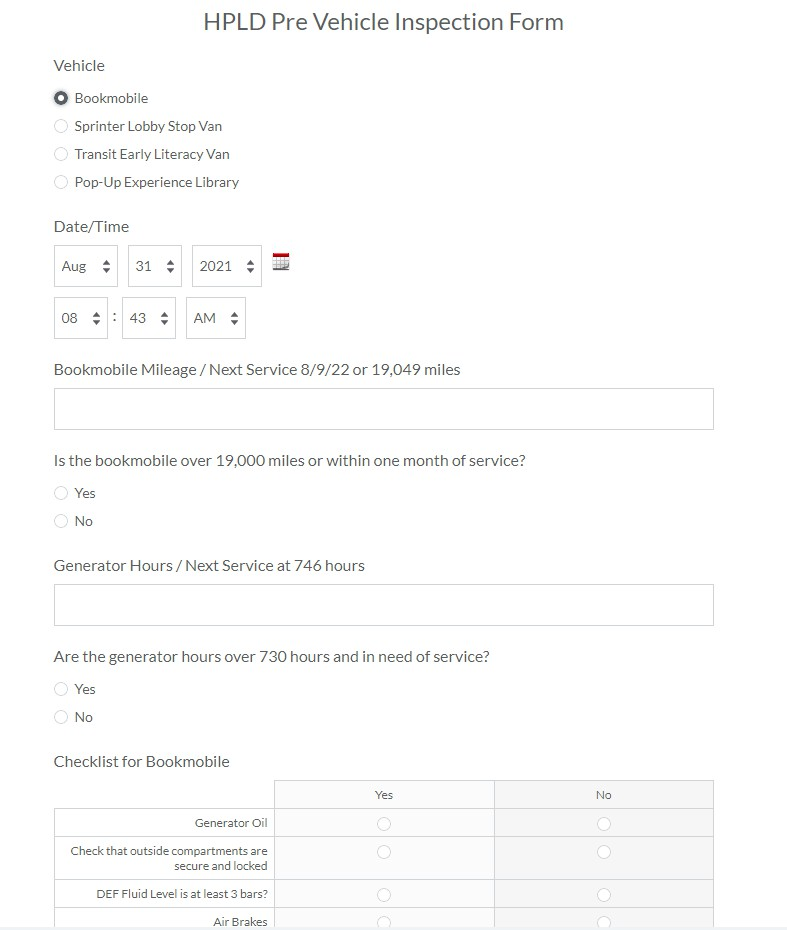 HPLD Pre Vehicle Inspection Form
Vehicle
Bookmobile
Sprinter Lobby Stop Van
Transit Early Literacy Van
Pop-Up Experience Library
Date/Time
Aug 31 2021
08 : 43 AM
Bookmobile Mileage / Next Service 8/9/22 or 19,049 miles
Is the bookmobile over 19,000 miles or within one month of service?
Yes
No
Generator Hours / Next Service at 746 hours
Are the generator hours over 730 hours and in need of service?
Yes
No
Checklist for Bookmobile
Yes No
Generator Oil
Check that outside compartments are
secure and locked
DEF Fluid Level is at least 3 bars?
Air Brakes